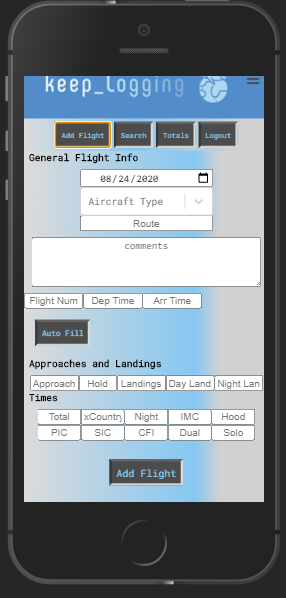 keep_logging
Add Flight Search Totals Logout
General Flight Info
08/24/2020
Aircraft Type
Route
comments
Flight Num Dep Time Arr Time
Auto Fill
Approaches and Landings
Approach Hold Landings Day Land Night Lan
Times
Total xCountry Night IMC Hood
PIC SIC CFI Dual Solo
Add Flight